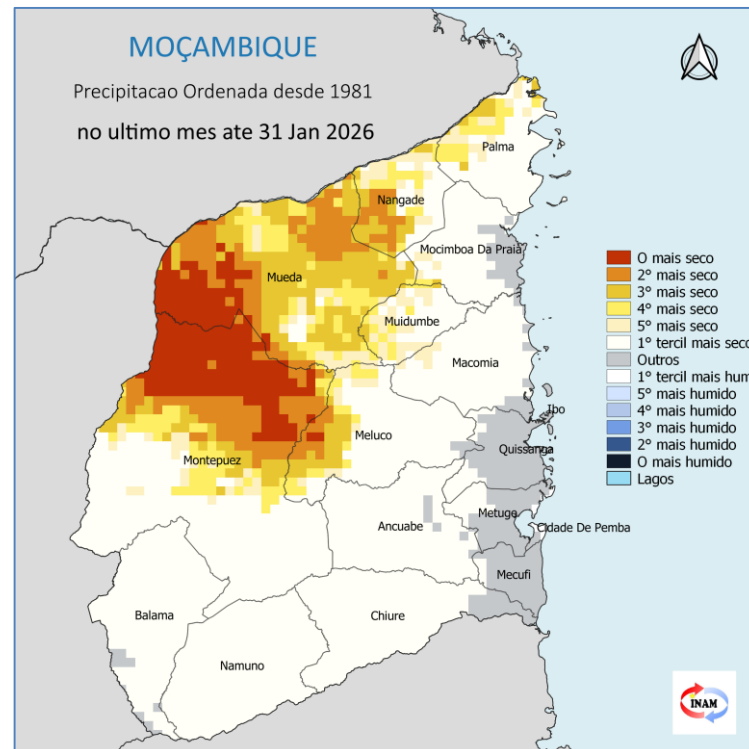 MOÇAMBIQUE
Precipitacao Ordenada desde 1981
no ultimo mes ate 31 Jan 2026
Palma
Nangade
Mocimboa Da Praia
Mueda
Muidumbe
Macomia
Ibo
Meluco
Quissanga
Montepuez
Metuge
Ancuabe
Cidade De Pemba
Mecufi
Balama
Chiure
Namuno
O mais seco
2° mais seco
3° mais seco
4° mais seco
5° mais seco
1° tercil mais seco
Outros
1° tercil mais hum
5° mais humido
4° mais humido
3° mais humido
2° mais humido
O mais humido
Lagos
INAM